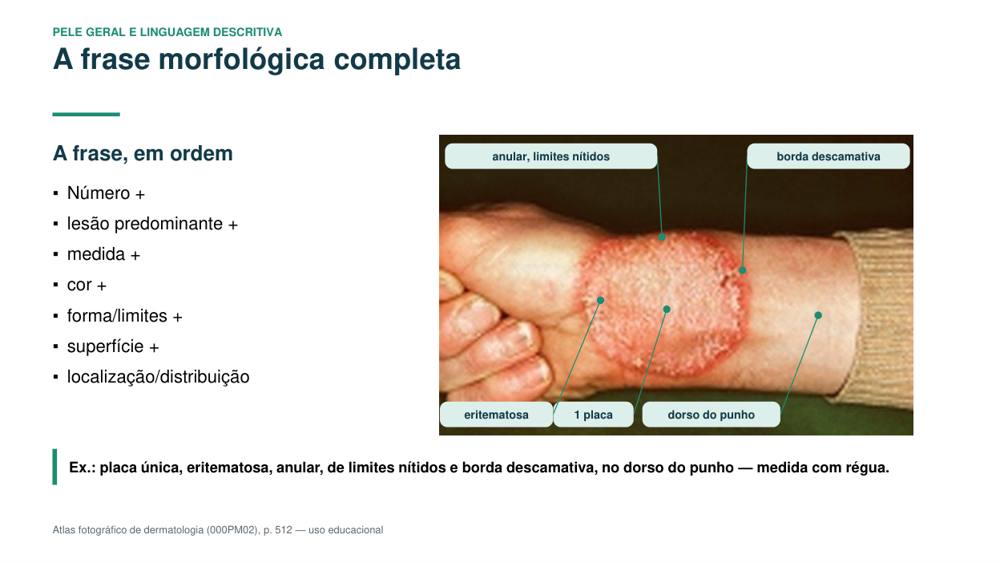 PELE GERAL E LINGUAGEM DESCRITIVA
A frase morfológica completa
A frase, em ordem
▪ Número +
▪ lesão predominante +
▪ medida +
▪ cor +
▪ forma/limites +
▪ superfície +
▪ localização/distribuição
anular, limites nítidos
borda descamativa
eritematosa
1 placa
dorso do punho
Ex.: placa única, eritematosa, anular, de limites nítidos e borda descamativa, no dorso do punho — medida com régua.
Atlas fotográfico de dermatologia (000PM02), p. 512 — uso educacional